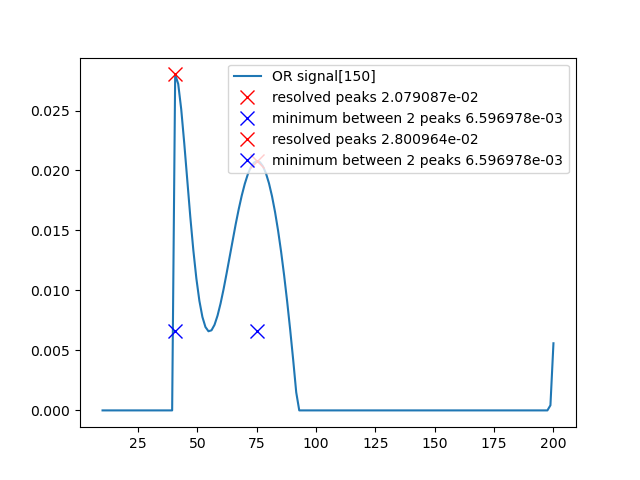 OR signal[150]
resolved peaks 2.079087e-02
minimum between 2 peaks 6.596978e-03
resolved peaks 2.800964e-02
minimum between 2 peaks 6.596978e-03
0.025
0.020
0.015
0.010
0.005
0.000
25 50 75 100 125 150 175 200